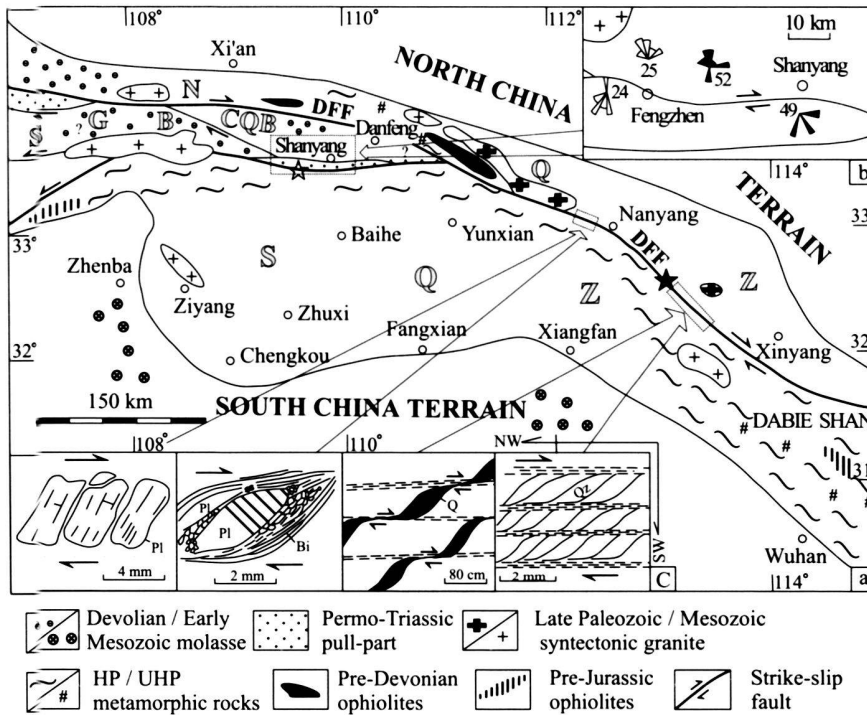 108°
110°
112°
Xi'an
NORTH CHINA
TERRAIN
10 km
25
52
Shanyang
24
Fengzhen
49
b
N
DFF
S G B
?
CQB
Danfeng
#
#
Shanyang
?
Q
114°
33°
33°
Nanyang
Baihe
Yunxian
DFF
Zhenba
S
Ziyang
Q
Z
Z
Zhuxi
Fangxian
Xiangfan
Xinyang
32°
32°
Chengkou
150 km
SOUTH CHINA TERRAIN
DABIE SHAN
108°
110°
NW
SW
31
Pl
4 mm
Pl
Pl
Bi
2 mm
Q
80 cm
Qz
2 mm
C
Wuhan
114°
a
Devolian / Early
Mesozoic molasse
Permo-Triassic
pull-part
Late Paleozoic / Mesozoic
syntectonic granite
HP / UHP
metamorphic rocks
Pre-Devonian
ophiolites
Pre-Jurassic
ophiolites
Strike-slip
fault